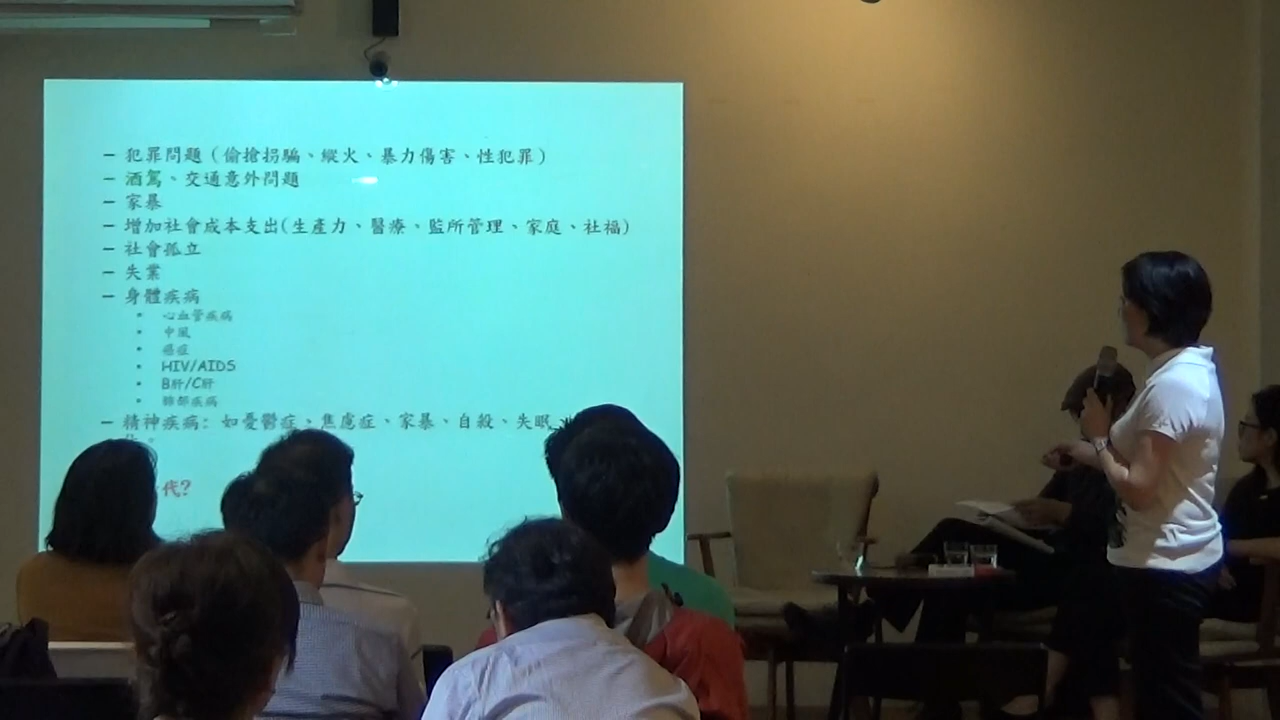 – 犯罪問題（偷搶拐騙、縱火、暴力傷害、性犯罪）
– 酒駕、交通意外問題
– 家暴
– 增加社會成本支出(生產力、醫療、監所管理、家庭、社福)
– 社會孤立
– 失業
– 身體疾病
• 心血管疾病
• 中風
• 癌症
• HIV/AIDS
• B肝/C肝
• 肺部疾病
– 精神疾病：如憂鬱症、焦慮症、家暴、自殺、失眠
代?